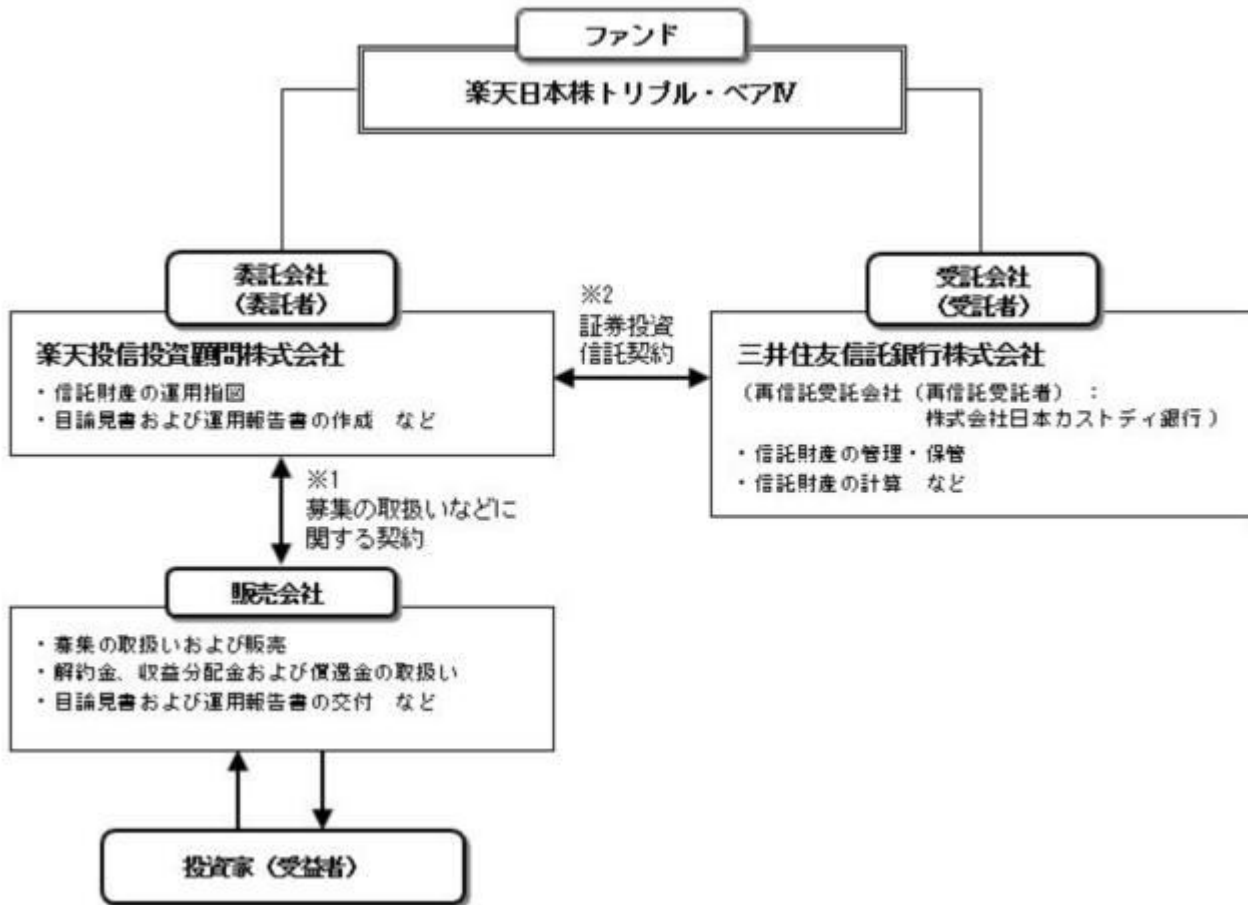 ファンド
楽天日本株トリプル・ベアⅣ
委託会社
（委託者）
楽天投信投資顧問株式会社
・信託財産の運用指図
・目論見書および運用報告書の作成　など
※2
証券投資
信託契約
受託会社
（受託者）
三井住友信託銀行株式会社
（再信託受託会社（再信託受託者）　：
株式会社日本カストディ銀行）
・信託財産の管理・保管
・信託財産の計算　など
※1
募集の取扱いなどに
関する契約
販売会社
・募集の取扱いおよび販売
・解約金、収益分配金および償還金の取扱い
・目論見書および運用報告書の交付　など
投資家（受益者）